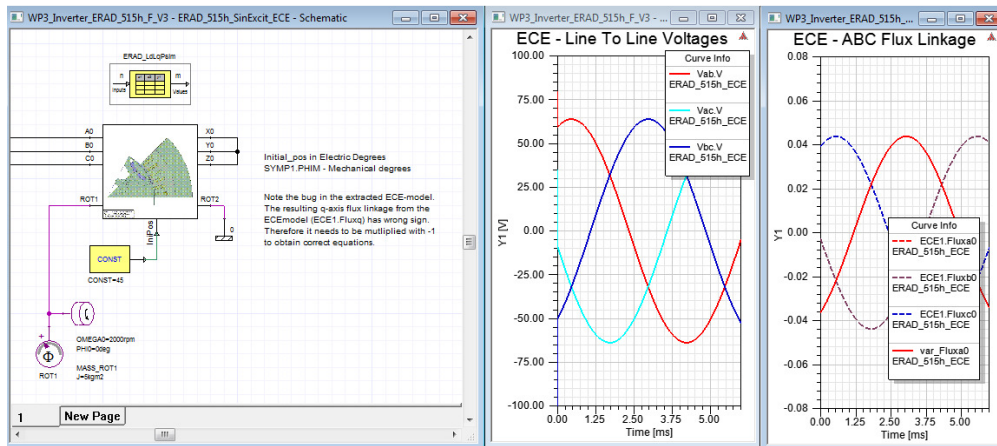 WP3_Inverter_ERAD_515h_F_V3 - ERAD_515h_SinExcit_ECE - Schematic
ERAD_LdLqPsim
n
m
Inputs
Values
A0
B0
C0
X0
Y0
Z0
ROT1
ROT2
IniPos
0
CONST
CONST=45
Initial_pos in Electric Degrees
SYMP1.PHIM - Mechanical degrees
Note the bug in the extracted ECE-model.
The resulting q-axis flux linkage from the
ECEmodel (ECE1.Fluxq) has wrong sign.
Therefore it needs to be mutliplied with -1
to obtain correct equations.
OMEGA0=2000rpm
PHI0=0deg
MASS_ROT1
J=5kgm2
+
Φ
ROT1
1
New Page
WP3_Inverter_ERAD_515h_F_V3 - ...
ECE - Line To Line Voltages
Curve Info
Vab.V
ERAD_515h_ECE
Vac.V
ERAD_515h_ECE
Vbc.V
ERAD_515h_ECE
Y1 [V]
100.00
75.00
50.00
25.00
0.00
-25.00
-50.00
-75.00
-100.00
0.00
1.25
2.50
3.75
5.00
Time [ms]
WP3_Inverter_ERAD_515h_...
ECE - ABC Flux Linkage
Y1
0.08
0.06
0.04
0.02
0.00
-0.02
-0.04
-0.06
-0.08
Curve Info
ECE1.Fluxa0
ERAD_515h_ECE
ECE1.Fluxb0
ERAD_515h_ECE
ECE1.Fluxc0
ERAD_515h_ECE
var_Fluxa0
ERAD_515h_ECE
0.00
1.25
2.50
3.75
5.00
Time [ms]